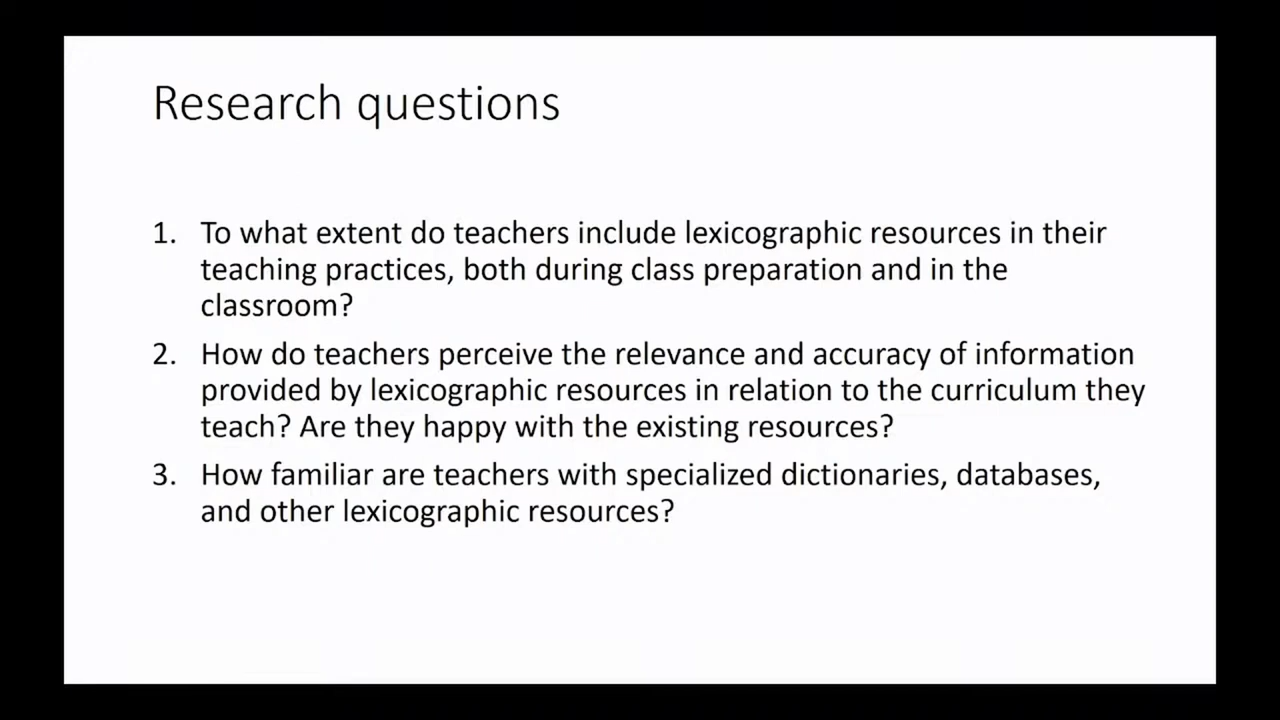 Research questions
1. To what extent do teachers include lexicographic resources in their
teaching practices, both during class preparation and in the
classroom?
2. How do teachers perceive the relevance and accuracy of information
provided by lexicographic resources in relation to the curriculum they
teach? Are they happy with the existing resources?
3. How familiar are teachers with specialized dictionaries, databases,
and other lexicographic resources?